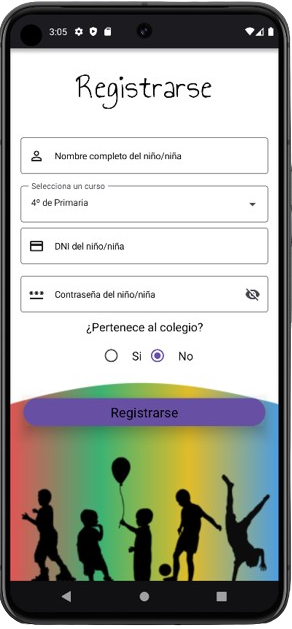 3:05
Registrarse
Nombre completo del niño/niña
Selecciona un curso
4º de Primaria
DNI del niño/niña
Contraseña del niño/niña
¿Pertenece al colegio?
Si No
Registrarse